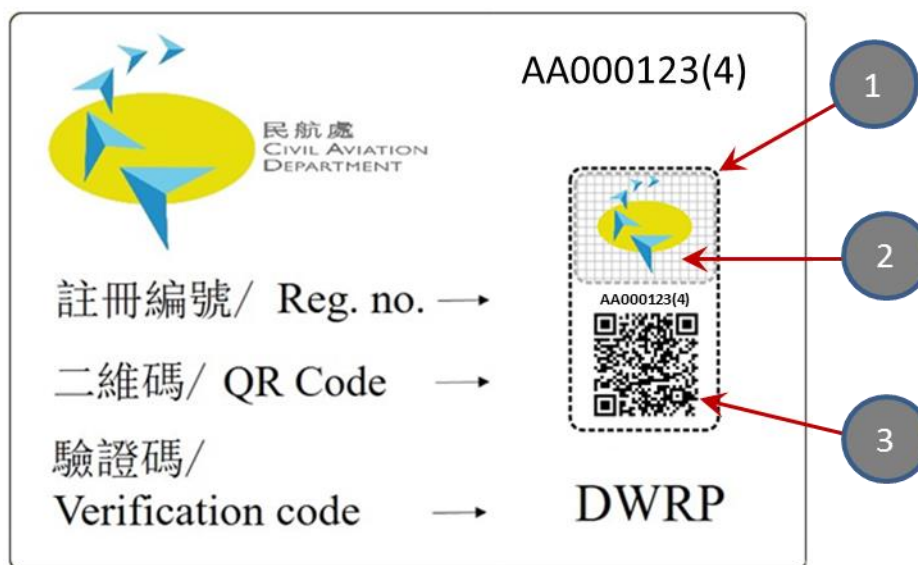 AA000123(4)
民航處
CIVIL AVIATION
DEPARTMENT
1
2
註冊編號/ Reg. no.
AA000123(4)
二維碼/ QR Code
3
驗證碼/
Verification code
DWRP